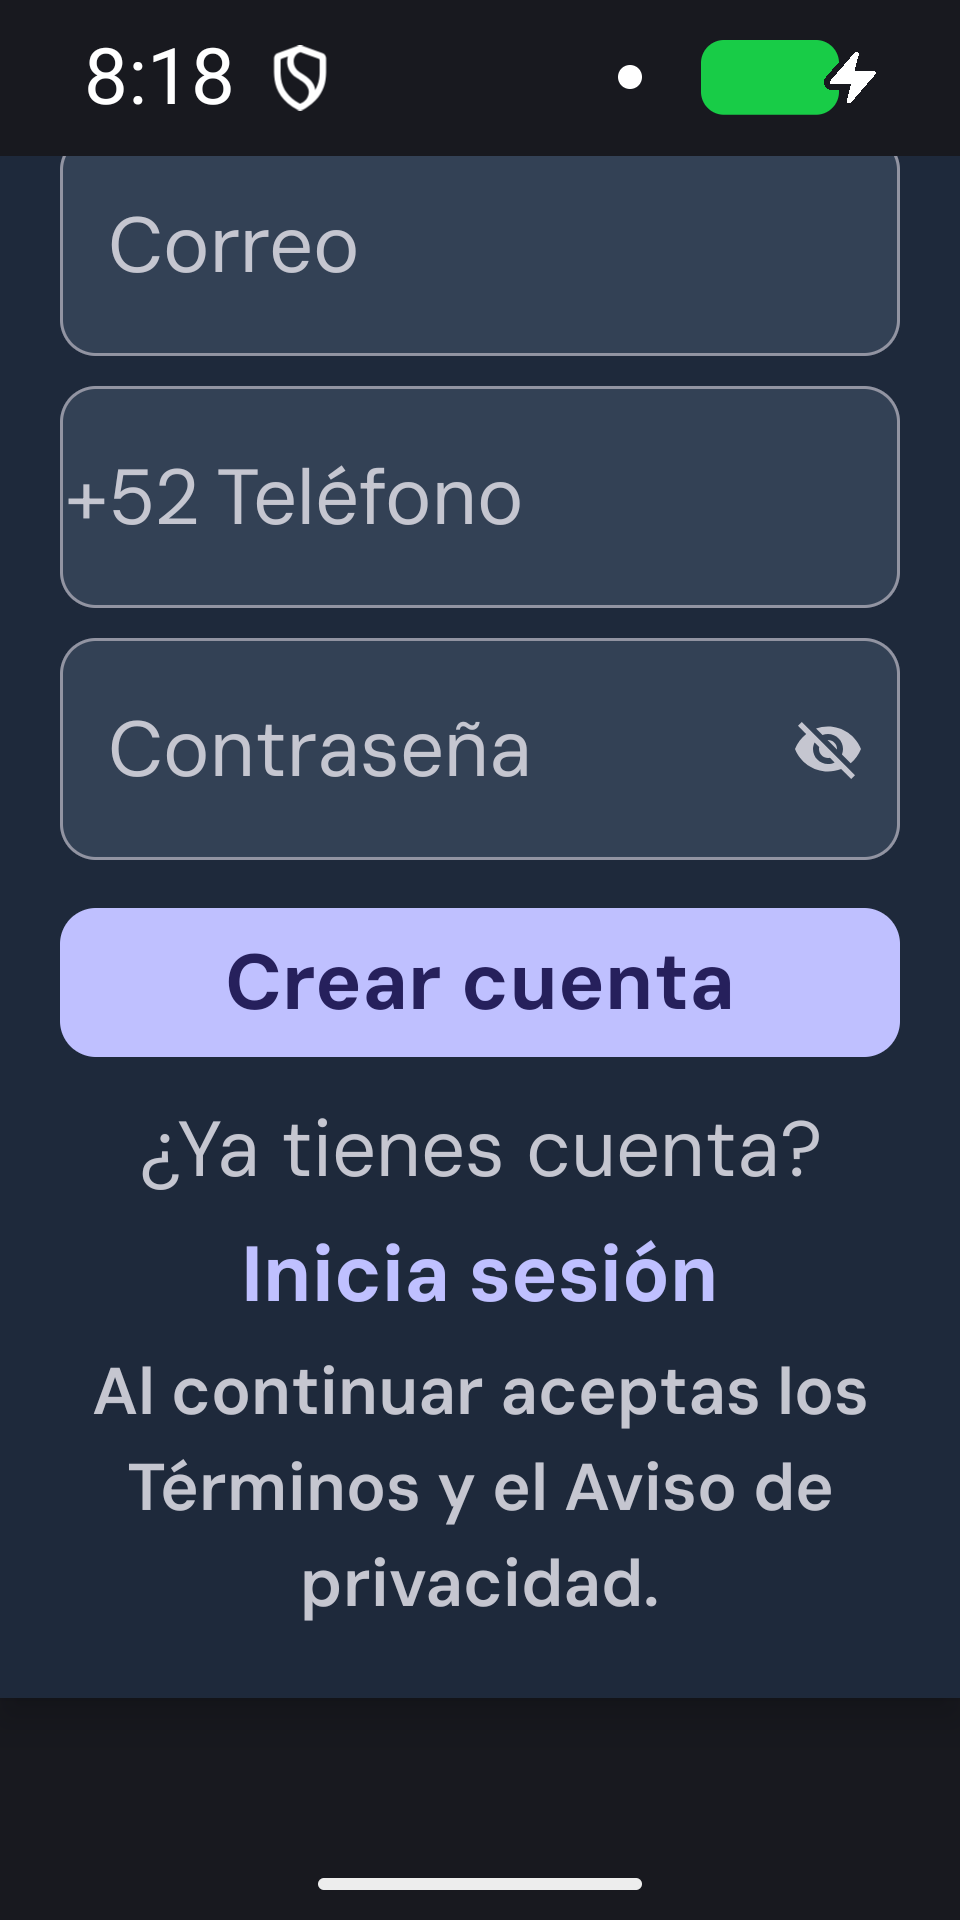 8:18
Correo
+52 Teléfono
Contraseña
Crear cuenta
¿Ya tienes cuenta?
Inicia sesión
Al continuar aceptas los
Términos y el Aviso de
privacidad.